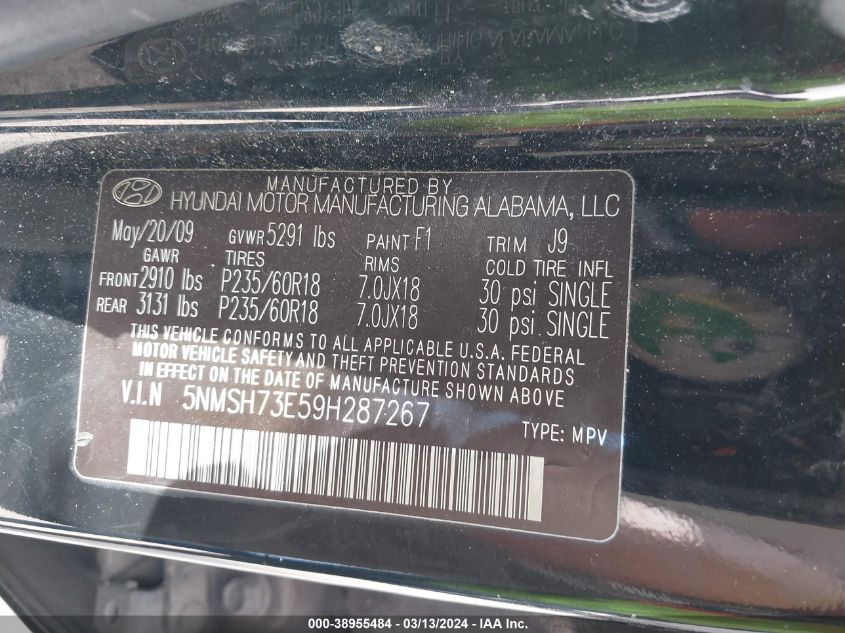 MANUFACTURED BY
HYUNDAI MOTOR MANUFACTURING ALABAMA, LLC
May/20/09 GVWR 5291 lbs PAINT F1 TRIM J9
GAWR TIRES RIMS COLD TIRE INFL
FRONT 2910 lbs P235/60R18 7.0JX18 30 psi SINGLE
REAR 3131 lbs P235/60R18 7.0JX18 30 psi SINGLE
THIS VEHICLE CONFORMS TO ALL APPLICABLE U.S.A. FEDERAL
MOTOR VEHICLE SAFETY AND THEFT PREVENTION STANDARDS
IN EFFECT ON THE DATE OF MANUFACTURE SHOWN ABOVE
V.I.N 5NMSH73E59H287267
TYPE: MPV
000-38955484 - 03/13/2024 - IAA Inc.